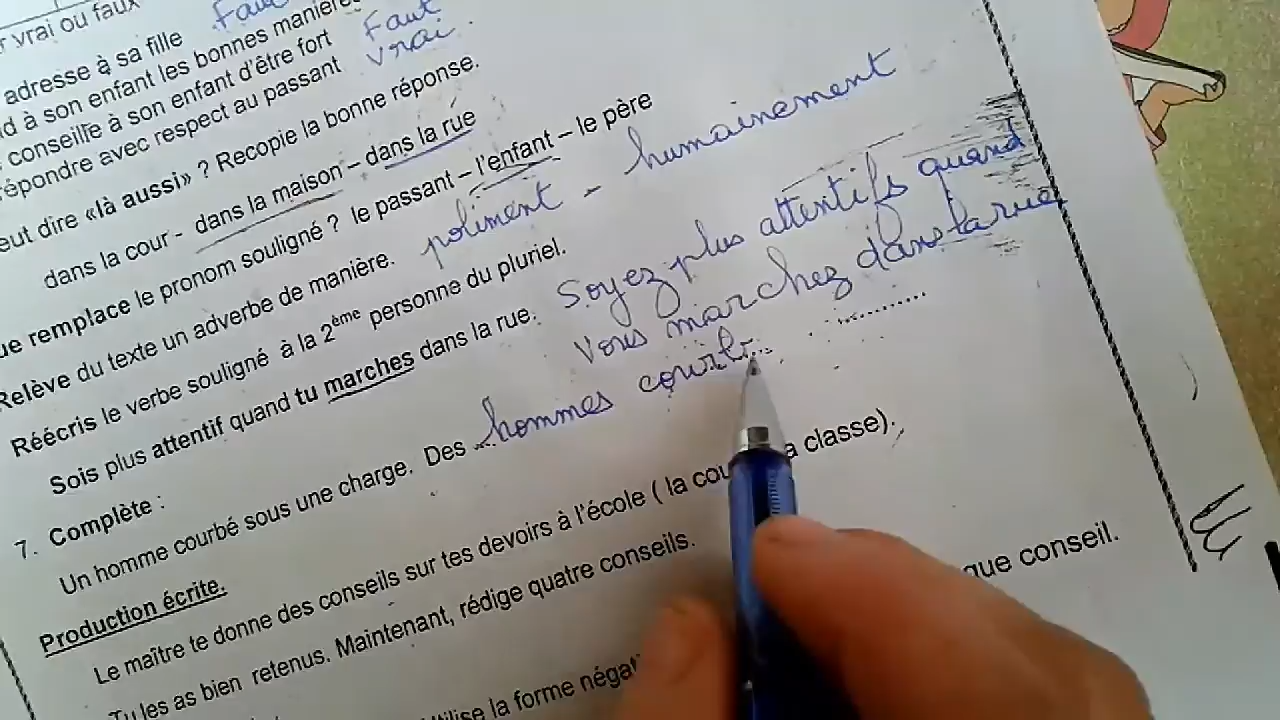 r vrai ou faux
adresse à sa fille Faux
d à son enfant les bonnes manières Faut
conseille à son enfant d'être fort vrai
répondre avec respect au passant
eut dire «là aussi» ? Recopie la bonne réponse.
dans la cour - dans la maison – dans la rue
ue remplace le pronom souligné ? le passant – l'enfant – le père
Relève du texte un adverbe de manière. poliment - humainement
Réécris le verbe souligné à la 2ème personne du pluriel.
Sois plus attentif quand tu marches dans la rue. Soyez plus attentifs quand
vous marchez dans la rue
7. Complète :
Un homme courbé sous une charge. Des hommes courb
Production écrite.
Le maître te donne des conseils sur tes devoirs à l'école ( la cou a classe).
Tu les as bien retenus. Maintenant, rédige quatre conseils.
tilise la forme négat que conseil.